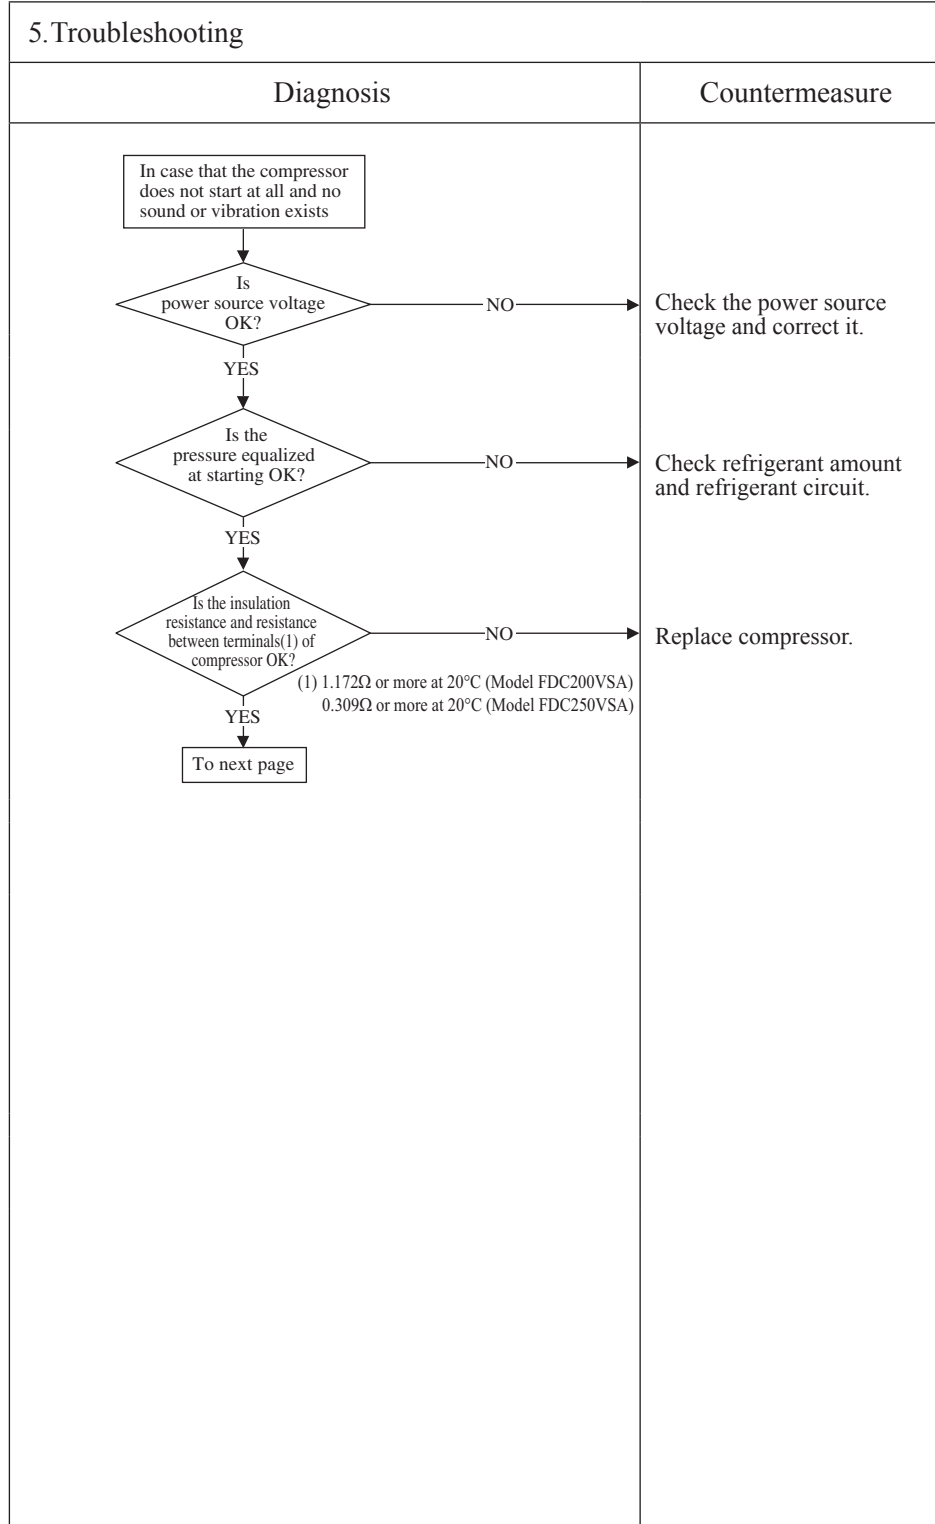 5.Troubleshooting
Diagnosis
Countermeasure
In case that the compressor
does not start at all and no
sound or vibration exists
Is
power source voltage
OK?
NO
Check the power source
voltage and correct it.
YES
Is the
pressure equalized
at starting OK?
NO
Check refrigerant amount
and refrigerant circuit.
YES
Is the insulation
resistance and resistance
between terminals(1) of
compressor OK?
NO
Replace compressor.
(1) 1.172Ω or more at 20°C (Model FDC200VSA)
0.309Ω or more at 20°C (Model FDC250VSA)
YES
To next page